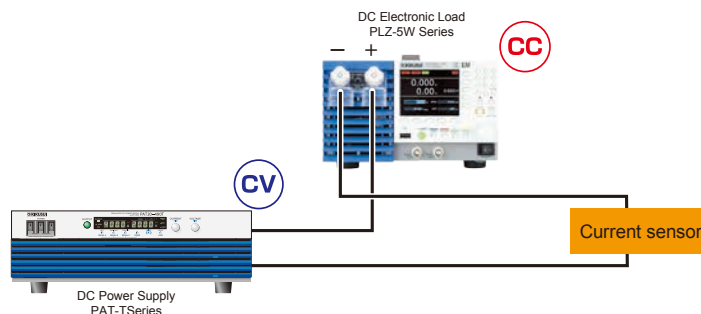 DC Electronic Load
PLZ-5W Series
− +
CC
CV
Current sensor
DC Power Supply
PAT-TSeries